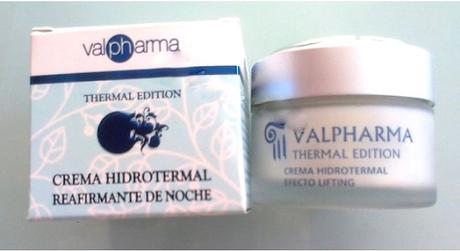 valpharma
THERMAL EDITION
CREMA HIDROTERMAL
REAFIRMANTE DE NOCHE
VALPHARMA
THERMAL EDITION
CREMA HIDROTERMAL
EFECTO LIFTING